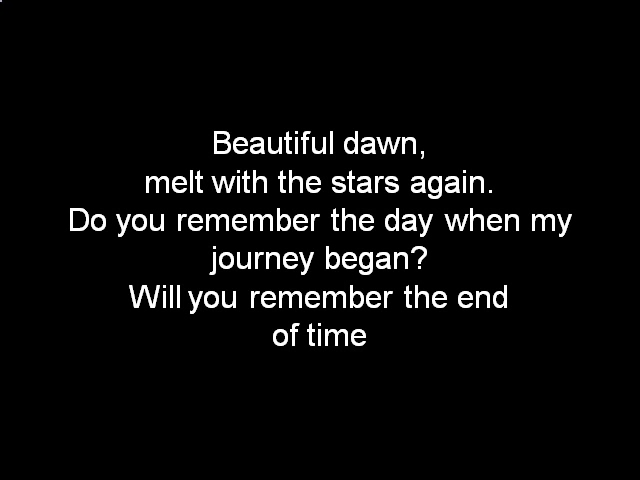 Beautiful dawn,
melt with the stars again.
Do you remember the day when my
journey began?
Will you remember the end
of time